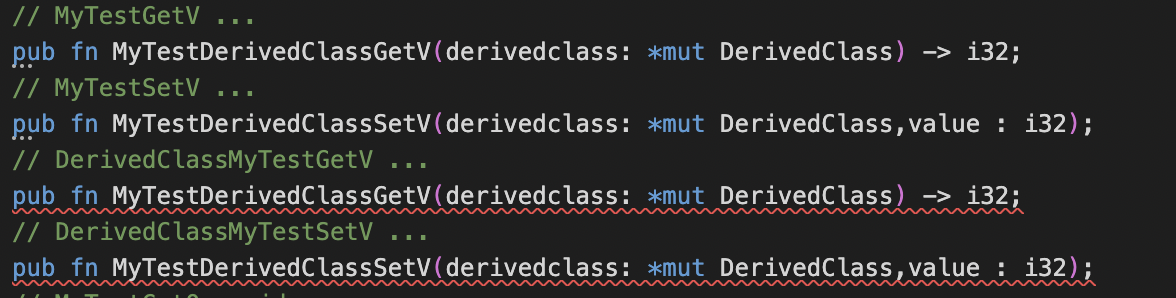 // MyTestGetV ...
pub fn MyTestDerivedClassGetV(derivedclass: *mut DerivedClass) -> i32;
// MyTestSetV ...
pub fn MyTestDerivedClassSetV(derivedclass: *mut DerivedClass,value : i32);
// DerivedClassMyTestGetV ...
pub fn MyTestDerivedClassGetV(derivedclass: *mut DerivedClass) -> i32;
// DerivedClassMyTestSetV ...
pub fn MyTestDerivedClassSetV(derivedclass: *mut DerivedClass,value : i32);